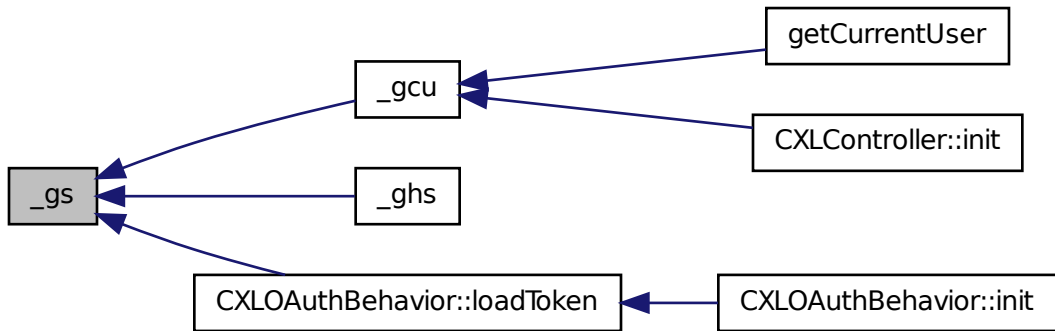 getCurrentUser
_gcu
CXLController::init
_gs
_ghs
CXLOAuthBehavior::loadToken
CXLOAuthBehavior::init